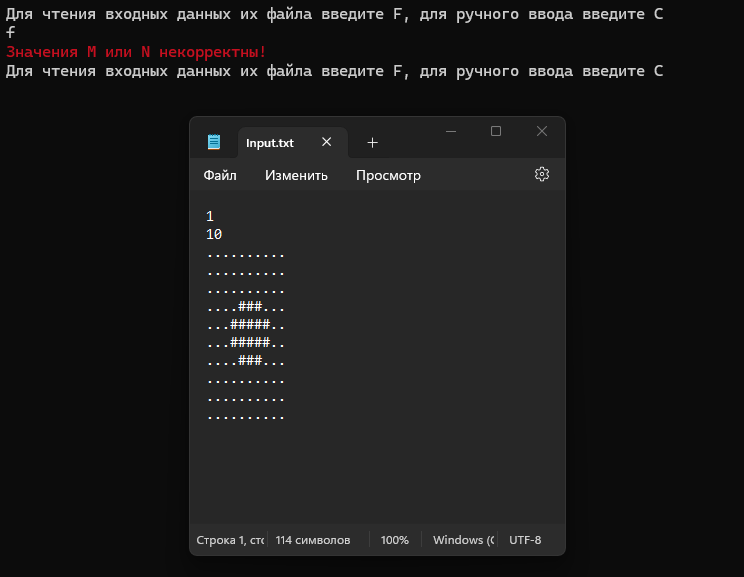 Для чтения входных данных их файла введите F, для ручного ввода введите C
f
Значения M или N некорректны!
Для чтения входных данных их файла введите F, для ручного ввода введите C
Input.txt
Файл Изменить Просмотр
1
10
..........
..........
..........
....###...
...#####..
...#####..
....###...
..........
..........
..........
Строка 1, сто 114 символов 100% Windows (C UTF-8